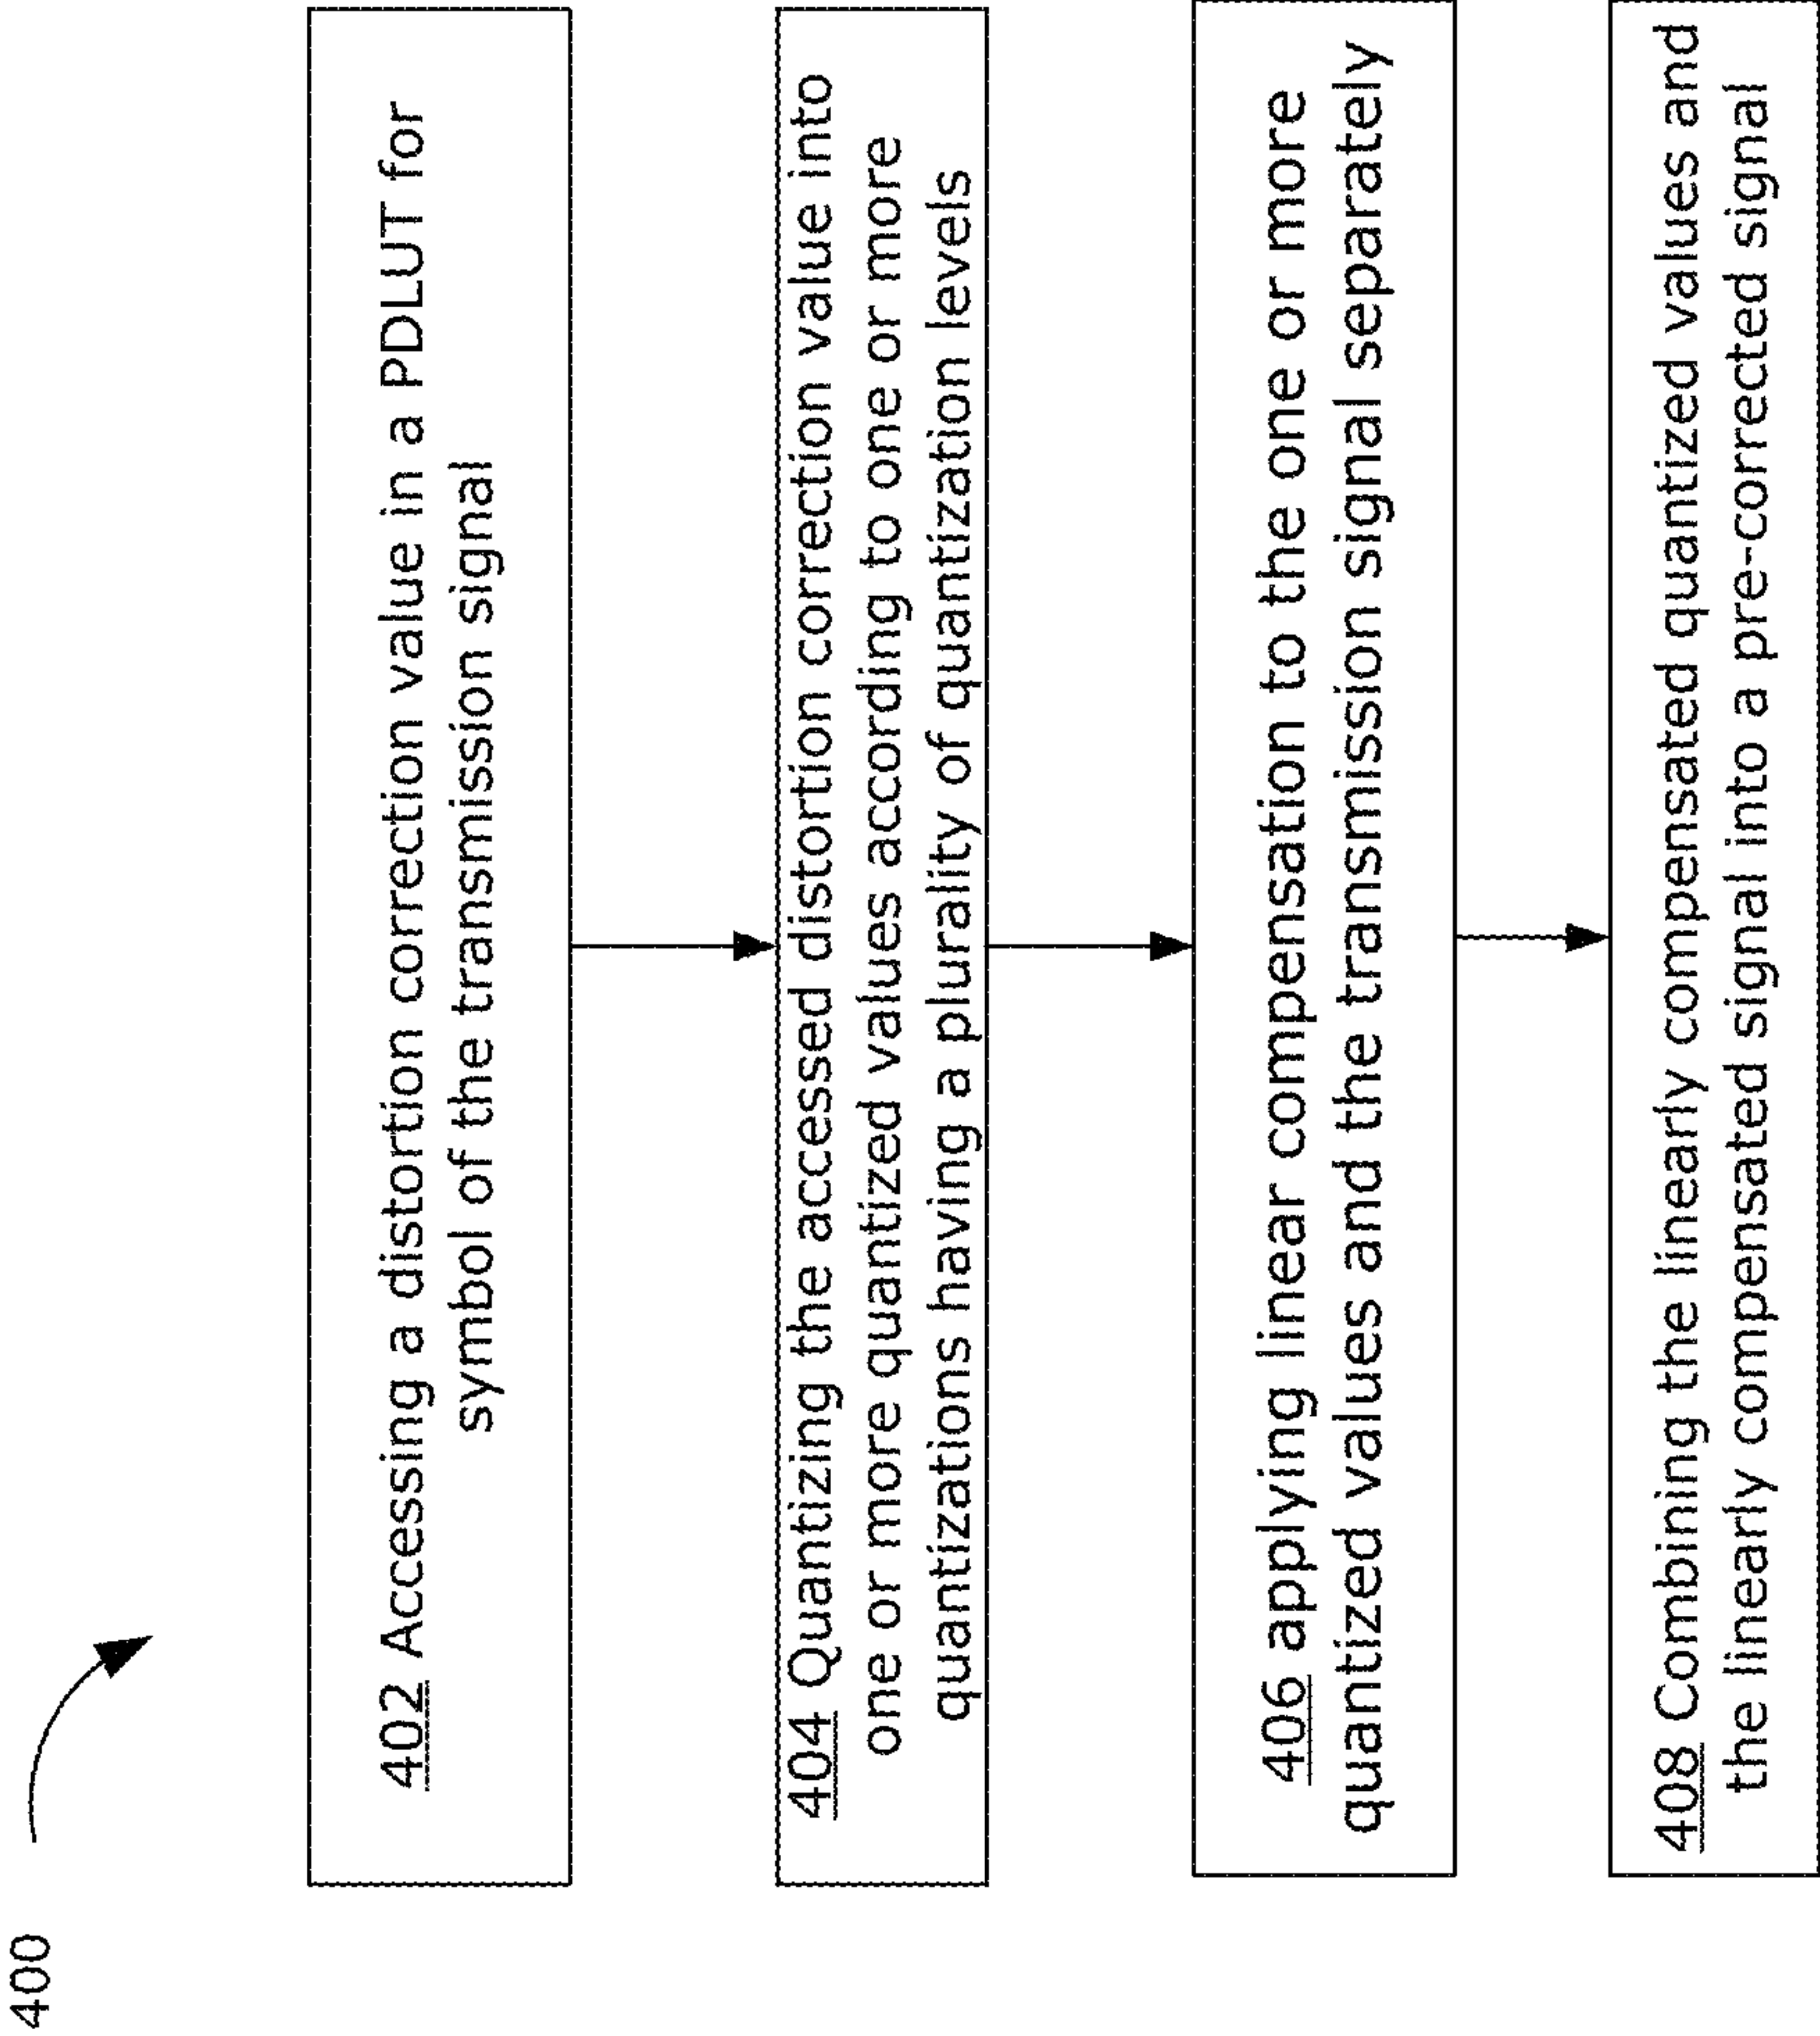 400
402 Accessing a distortion correction value in a PDLUT for
symbol of the transmission signal
404 Quantizing the accessed distortion correction value into
one or more quantized values according to one or more
quantizations having a plurality of quantization levels
406 applying linear compensation to the one or more
quantized values and the transmission signal separately
408 Combining the linearly compensated quantized values and
the linearly compensated signal into a pre-corrected signal